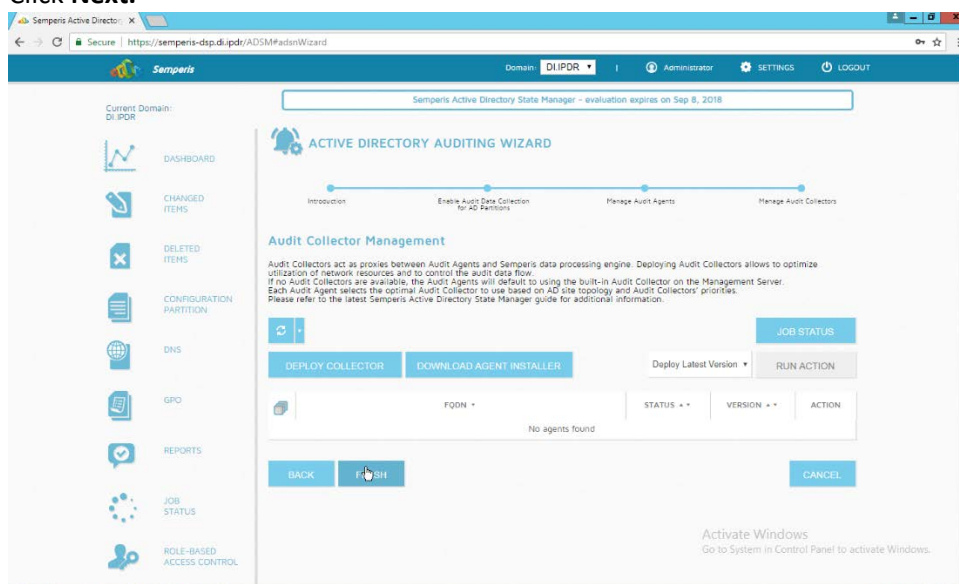 Click Next.
Semperis Active Director
Secure | https://semperis-dsp.di.ipdr/ADSM#adsnWizard
Semperis
Domain: DI.IPDR
Administrator
SETTINGS
LOGOUT
Current Domain:
DI.IPDR
Semperis Active Directory State Manager - evaluation expires on Sep 8, 2018
ACTIVE DIRECTORY AUDITING WIZARD
DASHBOARD
CHANGED
ITEMS
DELETED
ITEMS
CONFIGURATION
PARTITION
DNS
GPO
REPORTS
JOB
STATUS
ROLE-BASED
ACCESS CONTROL
Introduction
Enable Audit Data Collection
for AD Partitions
Manage Audit Agents
Manage Audit Collectors
Audit Collector Management
Audit Collectors act as proxies between Audit Agents and Semperis data processing engine. Deploying Audit Collectors allows to optimize
utilization of network resources and to control the audit data flow.
If no Audit Collectors are available, the Audit Agents will default to using the built-in Audit Collector on the Management Server.
Each Audit Agent selects the optimal Audit Collector to use based on AD site topology and Audit Collectors' priorities.
Please refer to the latest Semperis Active Directory State Manager guide for additional information.
JOB STATUS
DEPLOY COLLECTOR
DOWNLOAD AGENT INSTALLER
Deploy Latest Version
RUN ACTION
FQDN
STATUS
VERSION
ACTION
No agents found
BACK
CANCEL
Activate Windows
Go to System in Control Panel to activate Windows.